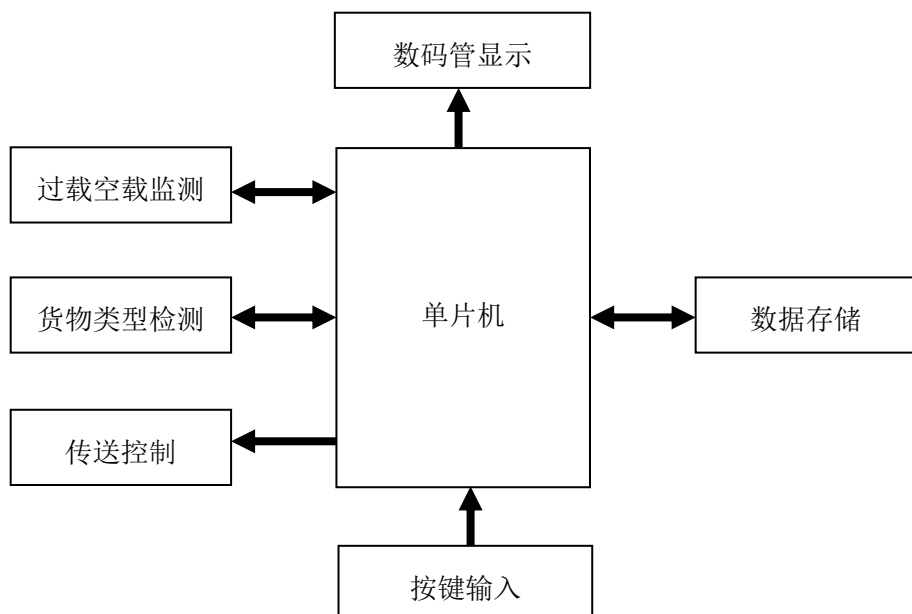 数码管显示
过载空载监测
货物类型检测
单片机
数据存储
传送控制
按键输入